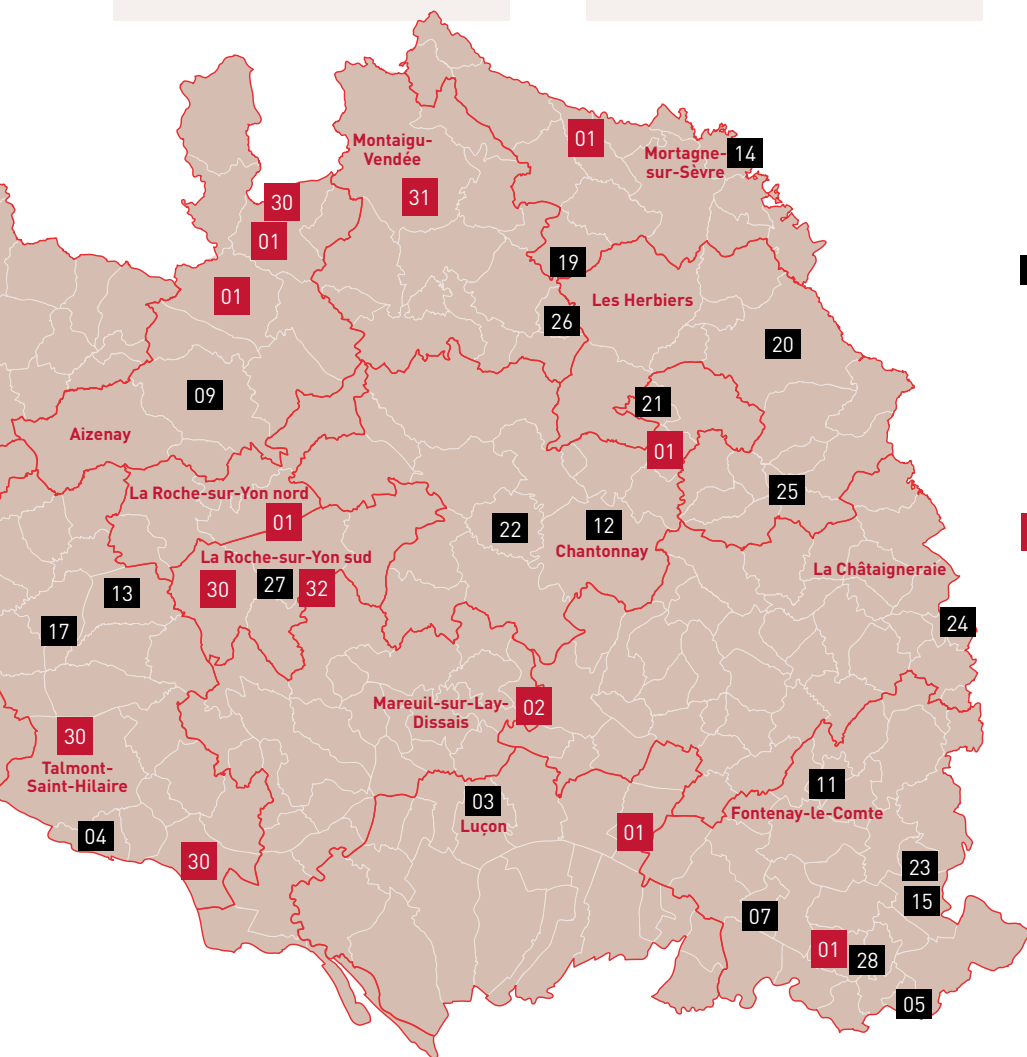 01
Montaigu-
Vendée
Mortagne-
sur-Sèvre
14
31
30
01
19
01
Les Herbiers
26
20
09
21
Aizenay
01
La Roche-sur-Yon nord
25
01
22
12
Chantonnay
La Roche-sur-Yon sud
La Châtaigneraie
30
27
32
13
24
17
Mareuil-sur-Lay-
Dissais
02
30
Talmont-
Saint-Hilaire
11
03
Fontenay-le-Comte
Luçon
01
04
30
23
15
07
01
28
05